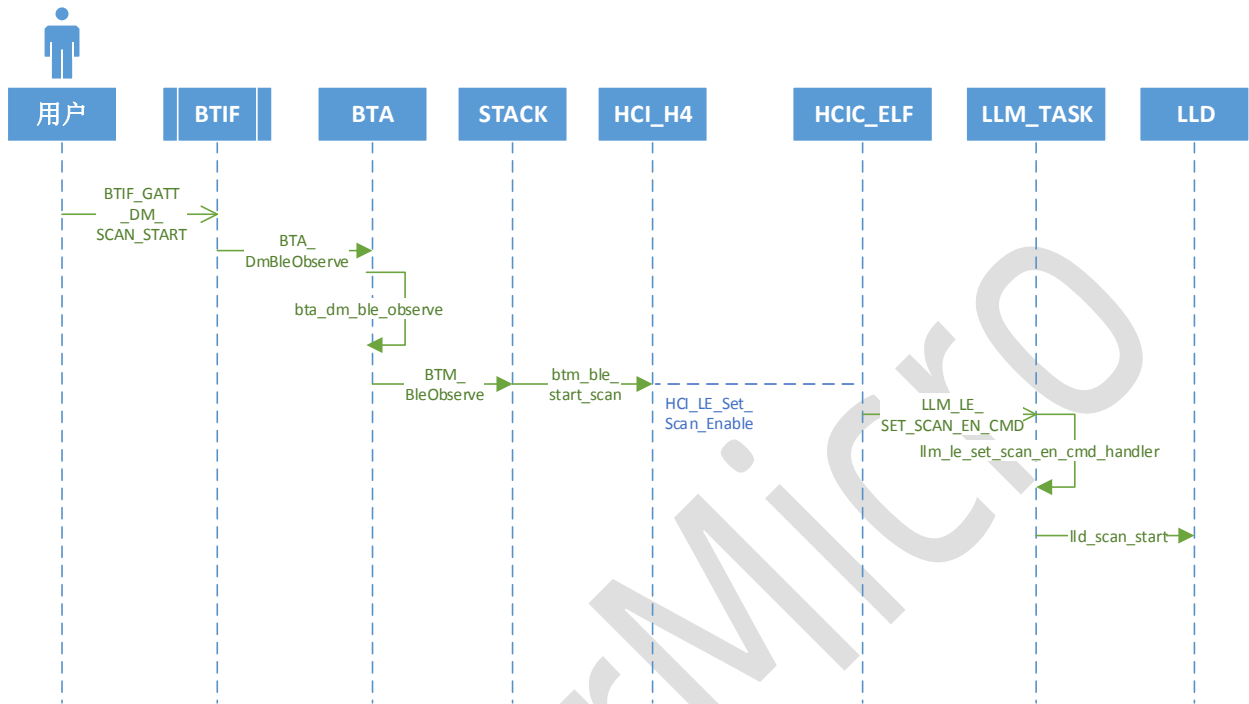 用户
BTIF
BTA
STACK
HCI_H4
HCIC_ELF
LLM_TASK
LLD
BTIF_GATT
_DM_
SCAN_START
BTA_
DmBleObserve
bta_dm_ble_observe
BTM_
BleObserve
btm_ble_
start_scan
HCI_LE_Set_
Scan_Enable
LLM_LE_
SET_SCAN_EN_CMD
llm_le_set_scan_en_cmd_handler
lld_scan_start
rMicro